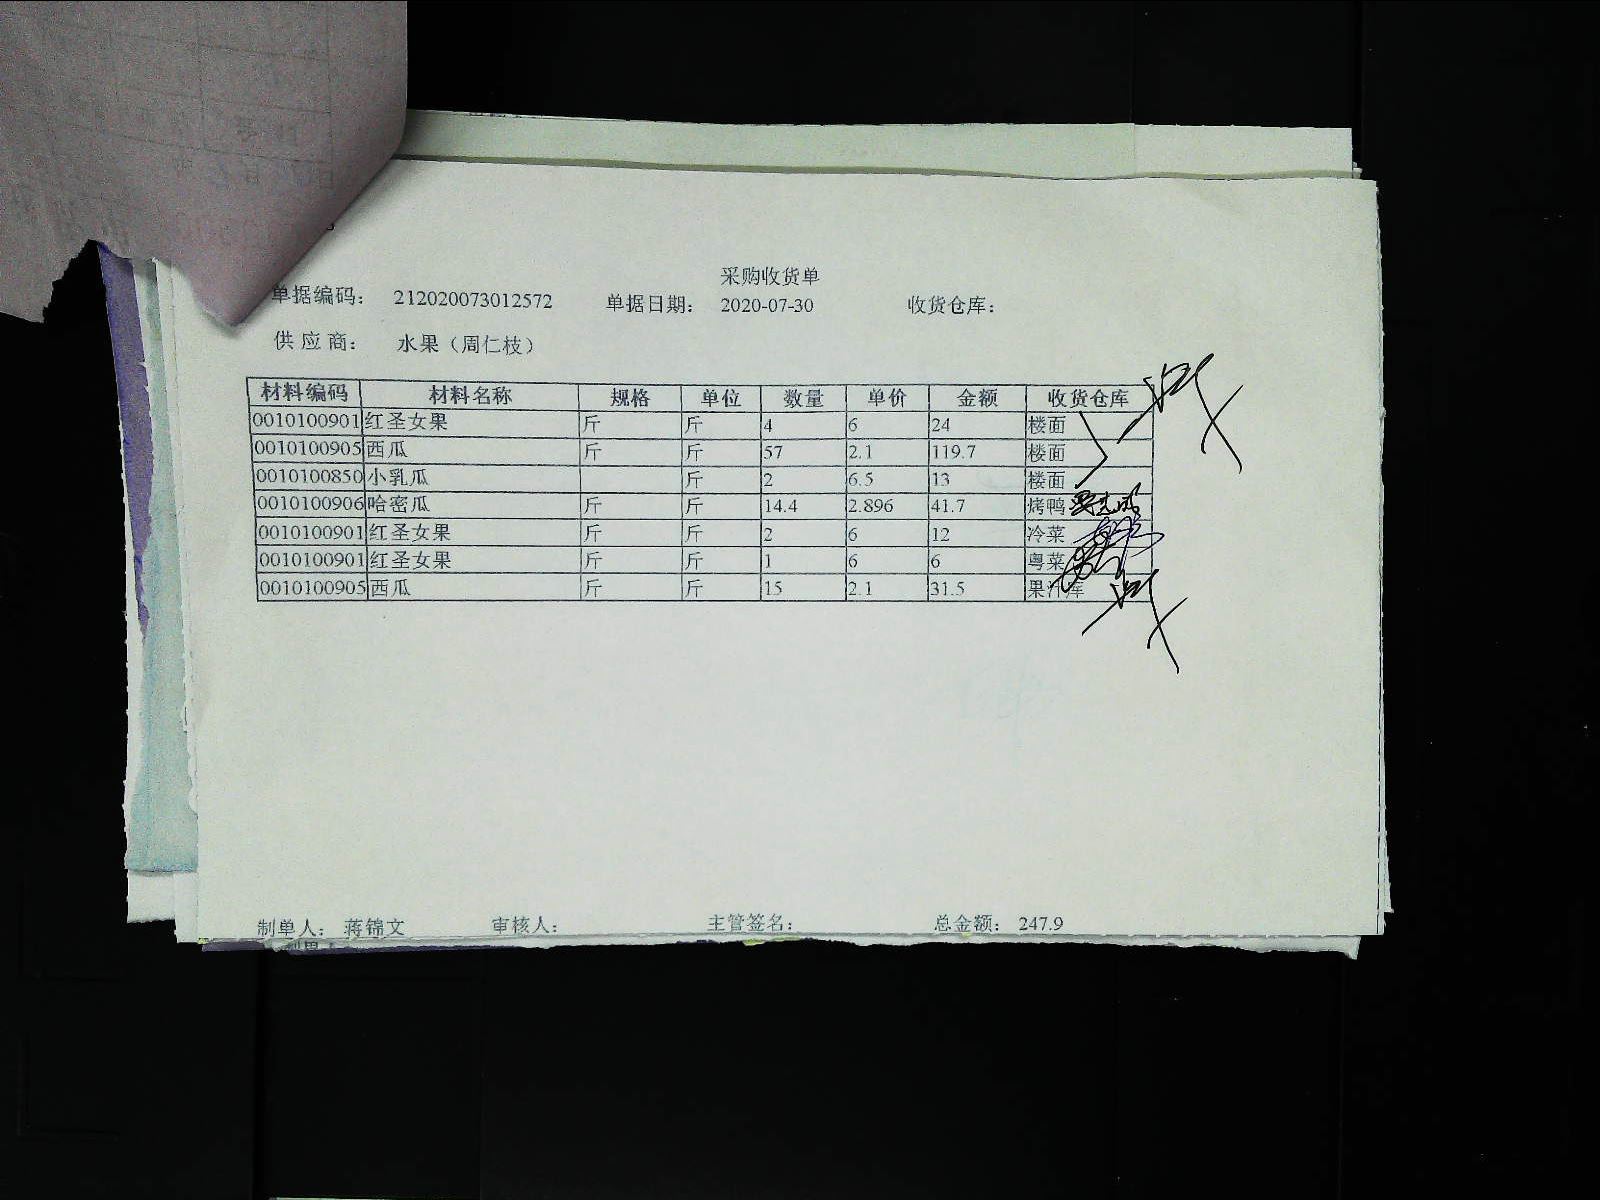 采购收货单
单据编码： 212020073012572 单据日期： 2020-07-30 收货仓库：
供 应 商： 水果（周仁枝）
材料编码 材料名称 规格 单位 数量 单价 金额 收货仓库
0010100901 红圣女果 斤 斤 4 6 24 楼面
0010100905 西瓜 斤 斤 57 2.1 119.7 楼面
0010100850 小乳瓜 斤 2 6.5 13 楼面
0010100906 哈密瓜 斤 斤 14.4 2.896 41.7 烤鸭
0010100901 红圣女果 斤 斤 2 6 12 冷菜
0010100901 红圣女果 斤 斤 1 6 6 粤菜
0010100905 西瓜 斤 斤 15 2.1 31.5 果汁库
制单人： 蒋锦文 审核人： 主管签名： 总金额： 247.9